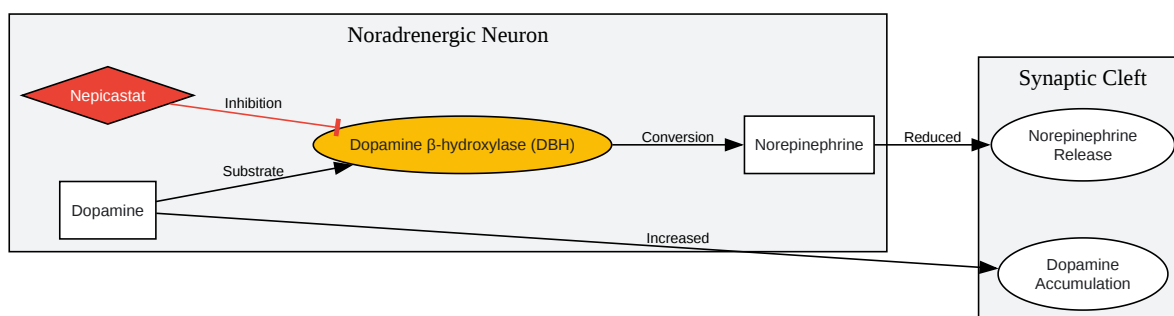 Noradrenergic Neuron
Synaptic Cleft
Nepicastat
Inhibition
Dopamine β-hydroxylase (DBH)
Conversion
Norepinephrine
Reduced
Norepinephrine
Release
Substrate
Dopamine
Increased
Dopamine
Accumulation